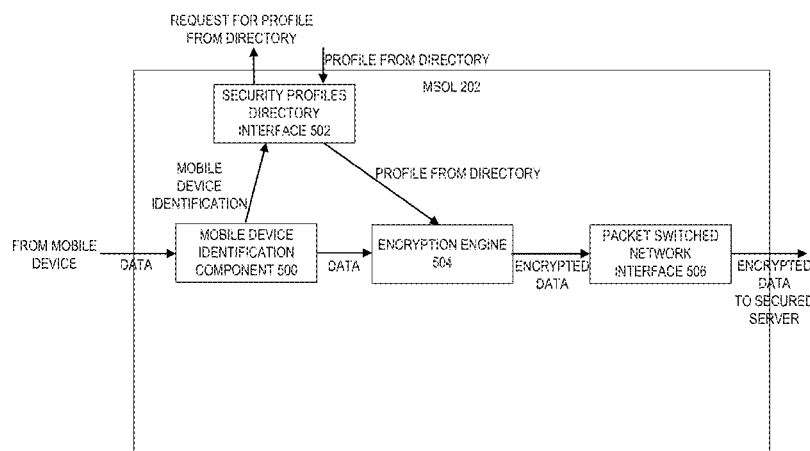 REQUEST FOR PROFILE
FROM DIRECTORY
PROFILE FROM DIRECTORY
MSOL 202
SECURITY PROFILES
DIRECTORY
INTERFACE 502
MOBILE
DEVICE
IDENTIFICATION
PROFILE FROM DIRECTORY
FROM MOBILE
DEVICE
DATA
MOBILE DEVICE
IDENTIFICATION
COMPONENT 500
DATA
ENCRYPTION ENGINE
504
ENCRYPTED
DATA
PACKET SWITCHED
NETWORK
INTERFACE 506
ENCRYPTED
DATA
TO SECURED
SERVER